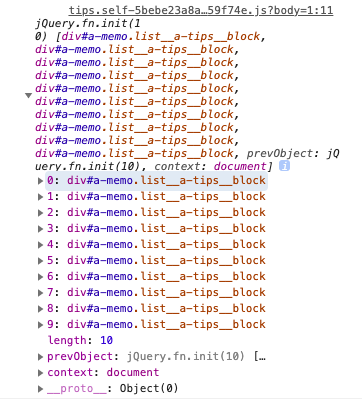 tips.self-5bebe23a8a…59f74e.js?body=1:11
jQuery.fn.init(1
0) [div#a-memo.list__a-tips__block,
div#a-memo.list__a-tips__block,
div#a-memo.list__a-tips__block,
div#a-memo.list__a-tips__block,
div#a-memo.list__a-tips__block,
div#a-memo.list__a-tips__block,
div#a-memo.list__a-tips__block,
div#a-memo.list__a-tips__block,
div#a-memo.list__a-tips__block, prevObject: jQ
uery.fn.init(10), context: document] i
0: div#a-memo.list__a-tips__block
1: div#a-memo.list__a-tips__block
2: div#a-memo.list__a-tips__block
3: div#a-memo.list__a-tips__block
4: div#a-memo.list__a-tips__block
5: div#a-memo.list__a-tips__block
6: div#a-memo.list__a-tips__block
7: div#a-memo.list__a-tips__block
8: div#a-memo.list__a-tips__block
9: div#a-memo.list__a-tips__block
length: 10
prevObject: jQuery.fn.init(10) […
context: document
__proto__: Object(0)